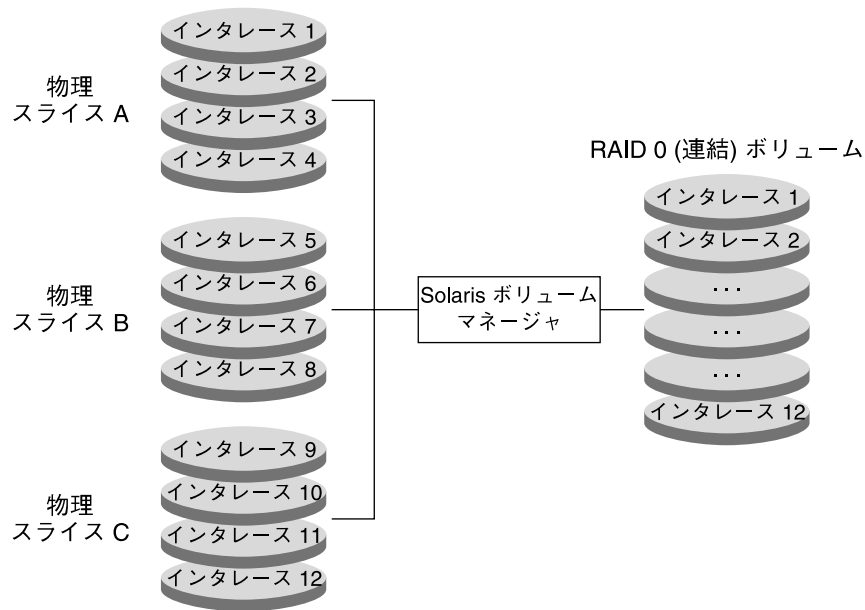 物理
スライス A
インタレース 1
インタレース 2
インタレース 3
インタレース 4
物理
スライス B
インタレース 5
インタレース 6
インタレース 7
インタレース 8
物理
スライス C
インタレース 9
インタレース 10
インタレース 11
インタレース 12
Solaris ボリューム
マネージャ
RAID 0 (連結) ボリューム
インタレース 1
インタレース 2
...
...
...
インタレース 12